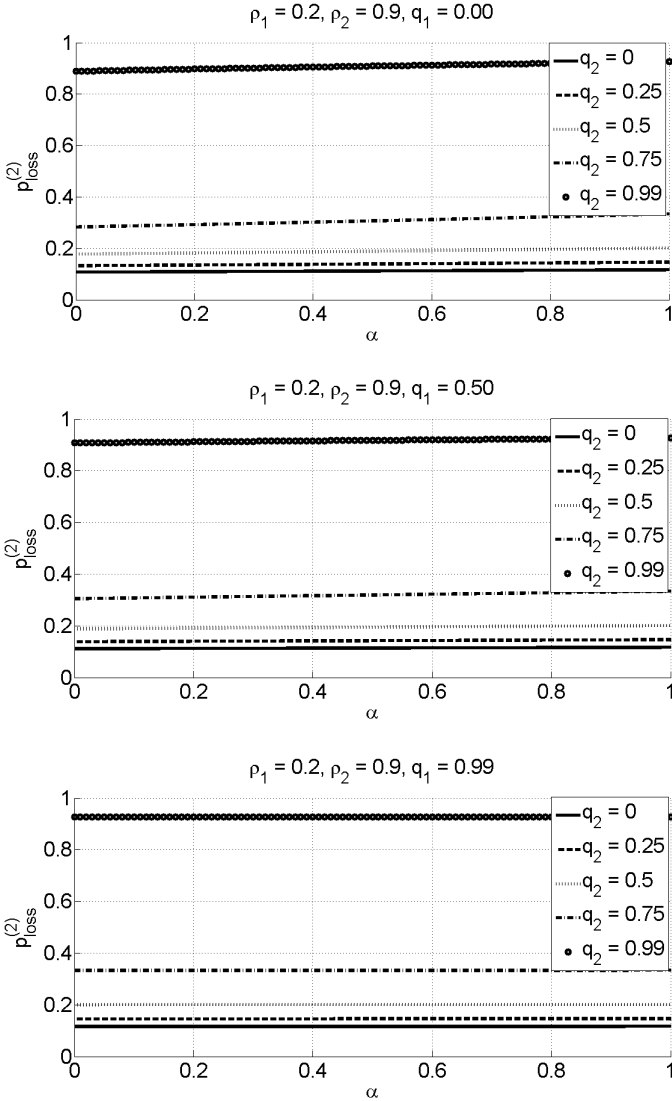 ρ1 = 0.2, ρ2 = 0.9, q1 = 0.00
1
0.8
0.6
0.4
0.2
0
p(2)loss
0 0.2 0.4 0.6 0.8 1
α
q2 = 0
q2 = 0.25
q2 = 0.5
q2 = 0.75
q2 = 0.99
ρ1 = 0.2, ρ2 = 0.9, q1 = 0.50
1
0.8
0.6
0.4
0.2
0
p(2)loss
0 0.2 0.4 0.6 0.8 1
α
q2 = 0
q2 = 0.25
q2 = 0.5
q2 = 0.75
q2 = 0.99
ρ1 = 0.2, ρ2 = 0.9, q1 = 0.99
1
0.8
0.6
0.4
0.2
0
p(2)loss
0 0.2 0.4 0.6 0.8 1
α
q2 = 0
q2 = 0.25
q2 = 0.5
q2 = 0.75
q2 = 0.99